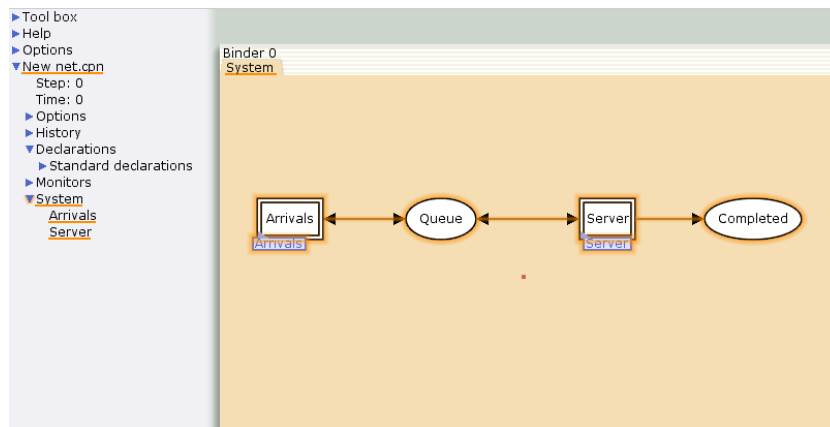 Tool box
Help
Options
New net.cpn
Step: 0
Time: 0
Options
History
Declarations
Standard declarations
Monitors
System
Arrivals
Server
Binder 0
System
Arrivals
Queue
Server
Completed
Arrivals
Server